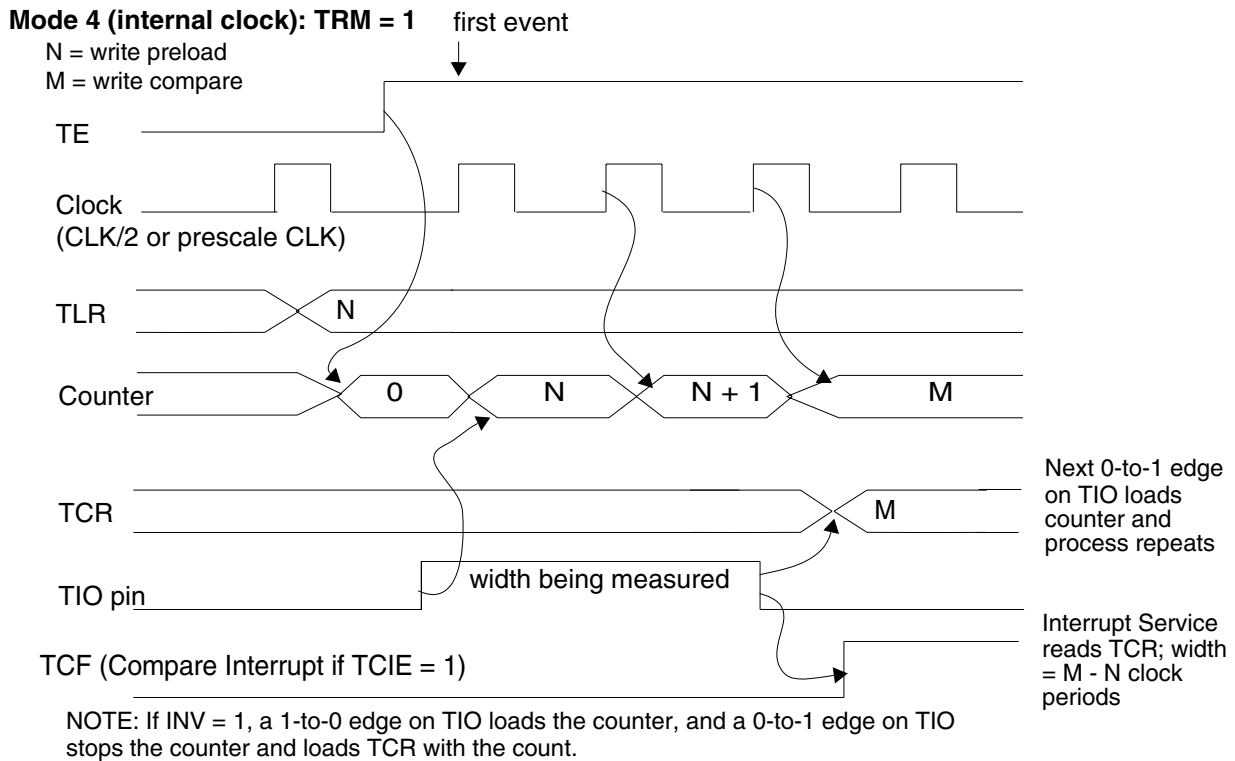 Mode 4 (internal clock): TRM = 1
first event
N = write preload
M = write compare
TE
Clock
(CLK/2 or prescale CLK)
TLR
N
Counter
0
N
N + 1
M
TCR
M
Next 0-to-1 edge
on TIO loads
counter and
process repeats
TIO pin
width being measured
TCF (Compare Interrupt if TCIE = 1)
Interrupt Service
reads TCR; width
= M - N clock
periods
NOTE: If INV = 1, a 1-to-0 edge on TIO loads the counter, and a 0-to-1 edge on TIO
stops the counter and loads TCR with the count.